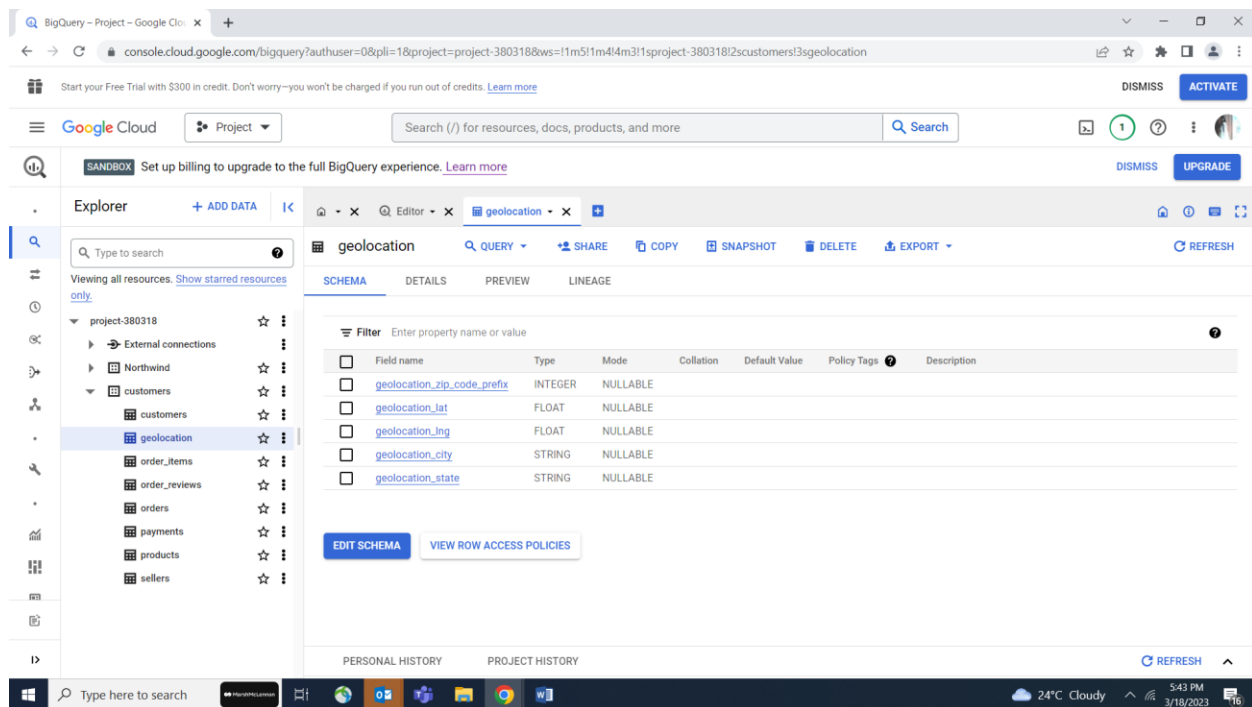 BigQuery – Project – Google Clou
console.cloud.google.com/bigquery?authuser=0&pli=1&project=project-380318&ws=!1m5!1m4!4m3!1sproject-380318!2scustomers!3sgeolocation
Start your Free Trial with $300 in credit. Don't worry—you won't be charged if you run out of credits. Learn more DISMISS ACTIVATE
Google Cloud Project Search (/) for resources, docs, products, and more Search 1
SANDBOX Set up billing to upgrade to the full BigQuery experience. Learn more DISMISS UPGRADE
Explorer + ADD DATA
Editor geolocation
Type to search
geolocation QUERY SHARE COPY SNAPSHOT DELETE EXPORT REFRESH
Viewing all resources. Show starred resources
only.
SCHEMA DETAILS PREVIEW LINEAGE
project-380318
External connections
Northwind
customers
customers
geolocation
order_items
order_reviews
orders
payments
products
sellers
Filter Enter property name or value
Field name Type Mode Collation Default Value Policy Tags Description
geolocation_zip_code_prefix INTEGER NULLABLE
geolocation_lat FLOAT NULLABLE
geolocation_lng FLOAT NULLABLE
geolocation_city STRING NULLABLE
geolocation_state STRING NULLABLE
EDIT SCHEMA VIEW ROW ACCESS POLICIES
PERSONAL HISTORY PROJECT HISTORY REFRESH
Type here to search MarshMcLennan 24°C Cloudy 5:43 PM
3/18/2023 16